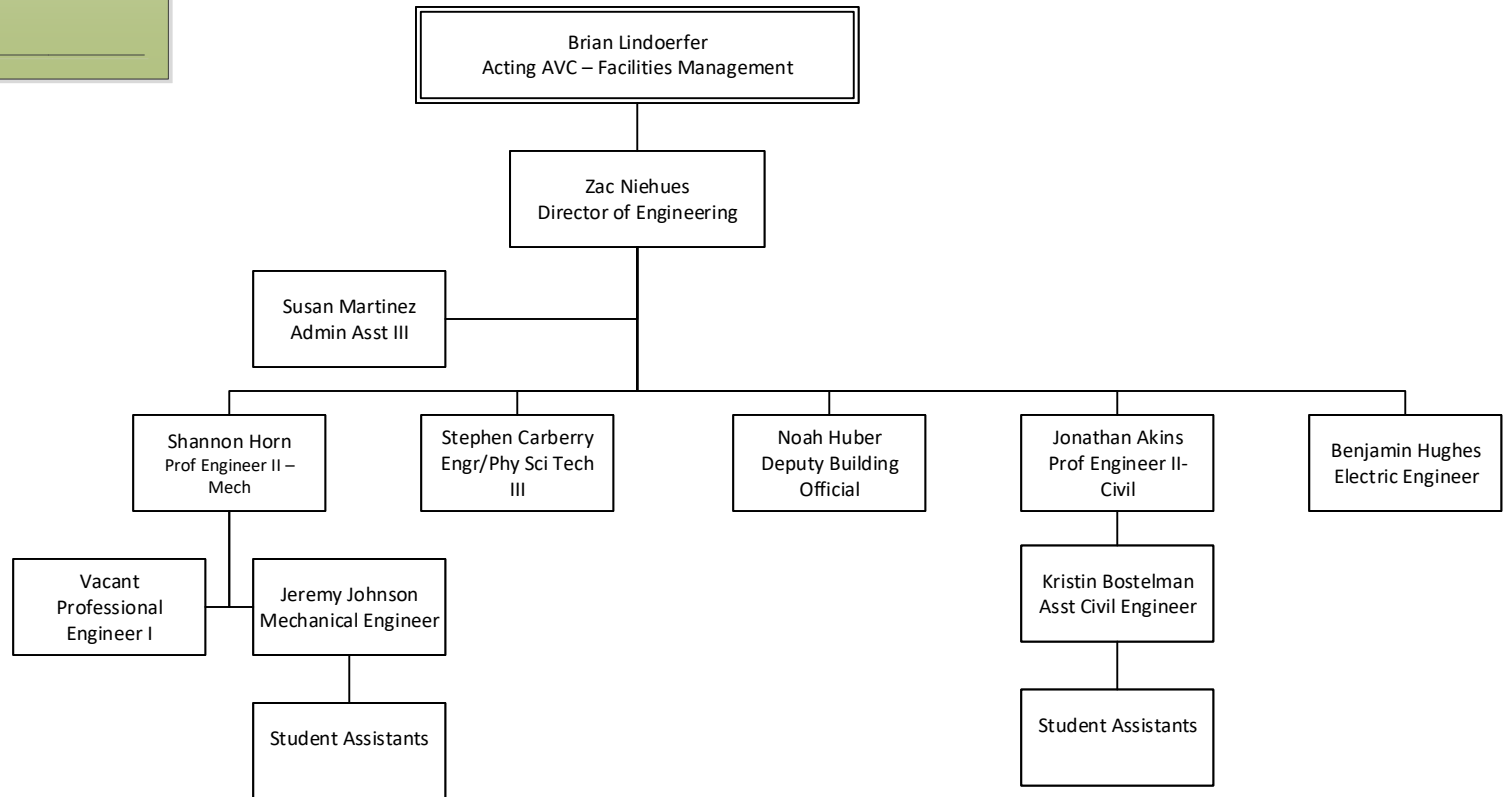 Brian Lindoerfer
Acting AVC – Facilities Management
Zac Niehues
Director of Engineering
Susan Martinez
Admin Asst III
Shannon Horn
Prof Engineer II –
Mech
Stephen Carberry
Engr/Phy Sci Tech
III
Noah Huber
Deputy Building
Official
Jonathan Akins
Prof Engineer II-
Civil
Benjamin Hughes
Electric Engineer
Vacant
Professional
Engineer I
Jeremy Johnson
Mechanical Engineer
Kristin Bostelman
Asst Civil Engineer
Student Assistants
Student Assistants